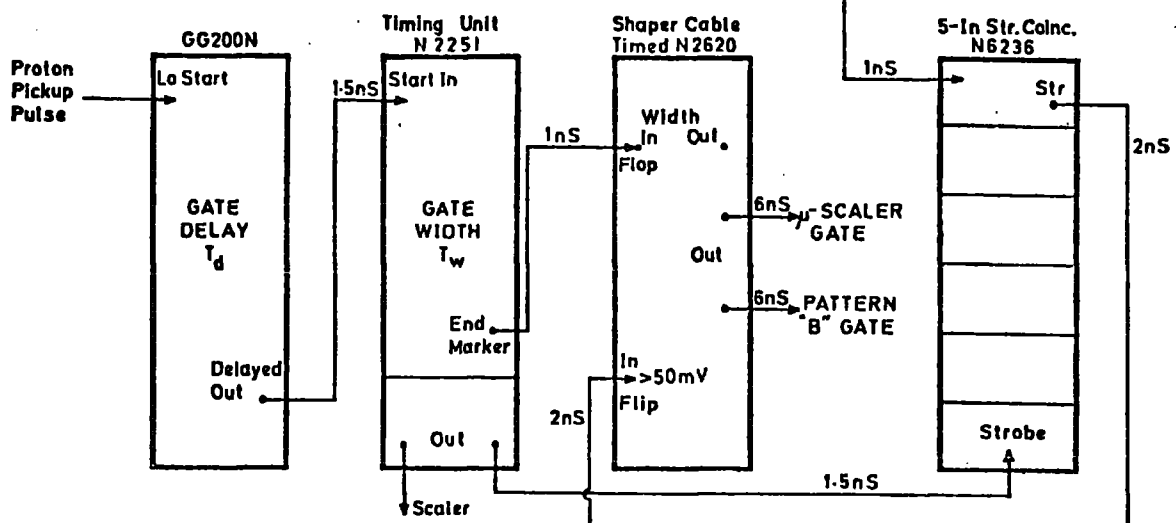 GG200N
Proton
Pickup
Pulse
Lo Start
GATE
DELAY
Td
Delayed
Out
1.5nS
Timing Unit
N 2251
Start In
GATE
WIDTH
Tw
End
Marker
Out
Scaler
1nS
Shaper Cable
Timed N2620
Width
In Out
Flop
Out
In
>50mV
Flip
2nS
6nS
μ-SCALER
GATE
6nS
PATTERN
"B" GATE
1.5nS
5-In Str.Coinc.
N6236
1nS
Str
2nS
Strobe